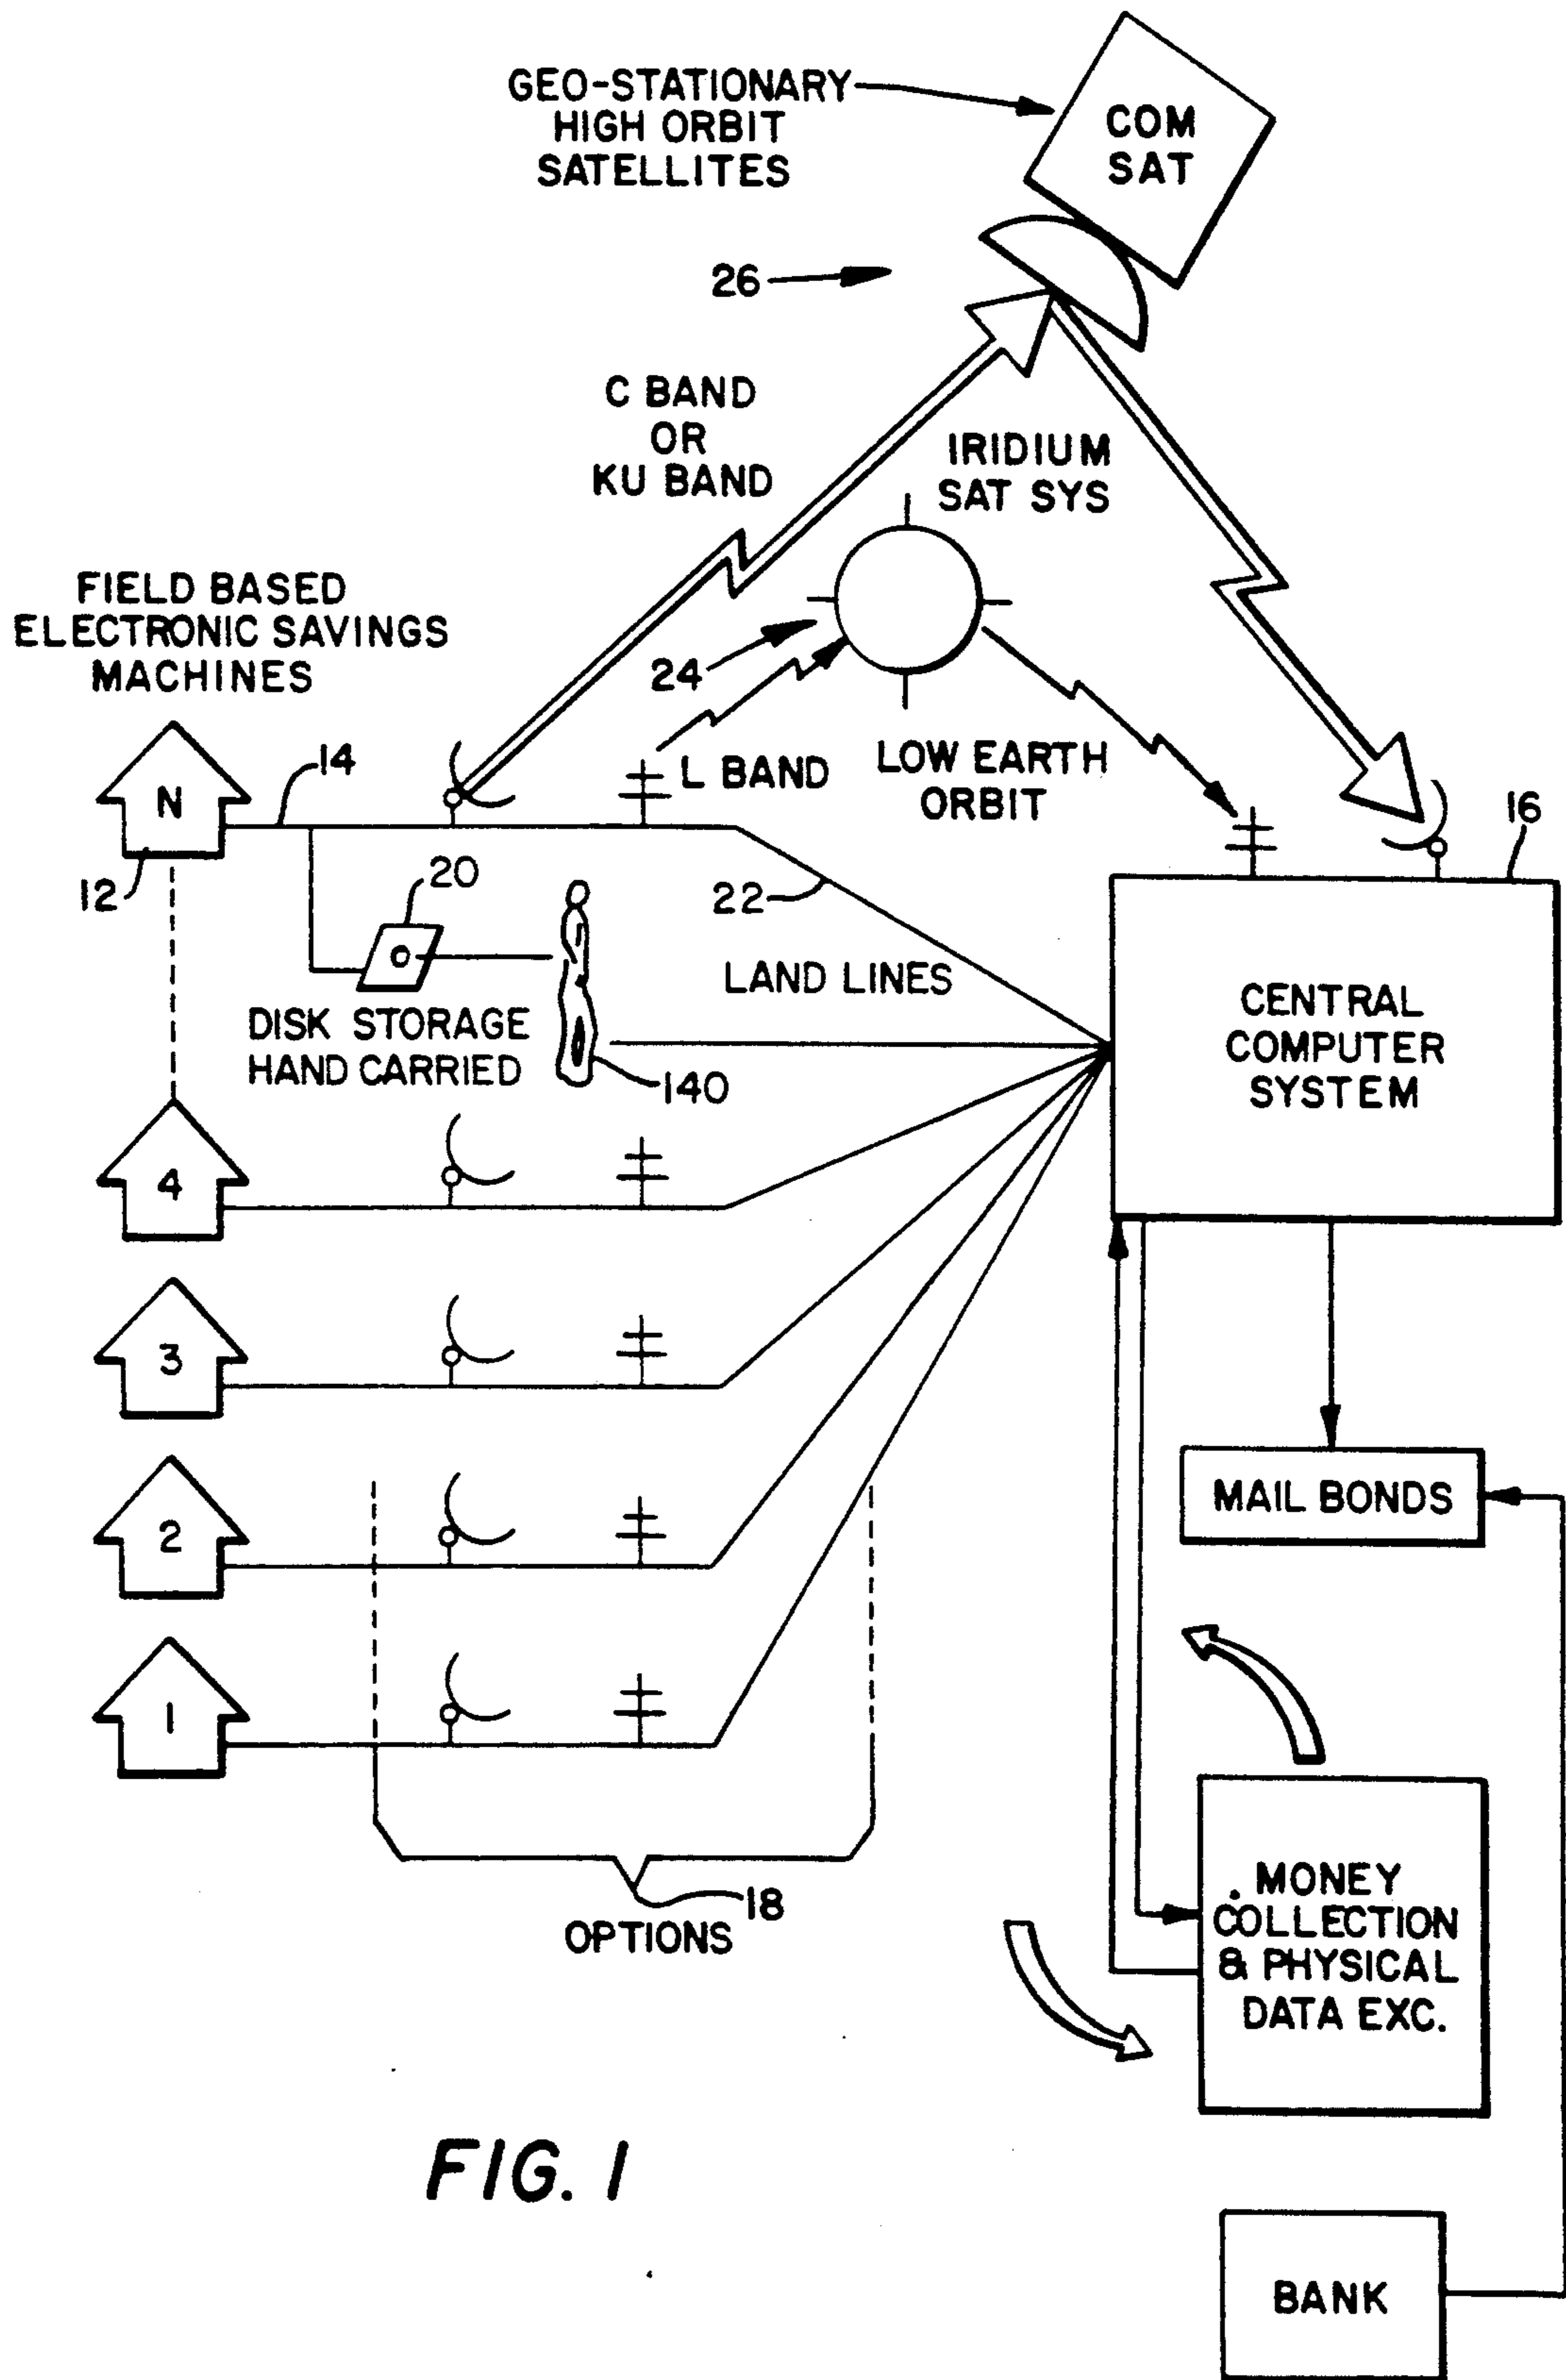 GEO-STATIONARY
HIGH ORBIT
SATELLITES
COM
SAT
26
C BAND
OR
KU BAND
IRIDIUM
SAT SYS
FIELD BASED
ELECTRONIC SAVINGS
MACHINES
24
L BAND
LOW EARTH
ORBIT
N
14
12
16
20
22
LAND LINES
DISK STORAGE
HAND CARRIED
140
CENTRAL
COMPUTER
SYSTEM
4
3
2
1
MAIL BONDS
18
OPTIONS
MONEY
COLLECTION
& PHYSICAL
DATA EXC.
FIG. 1
BANK